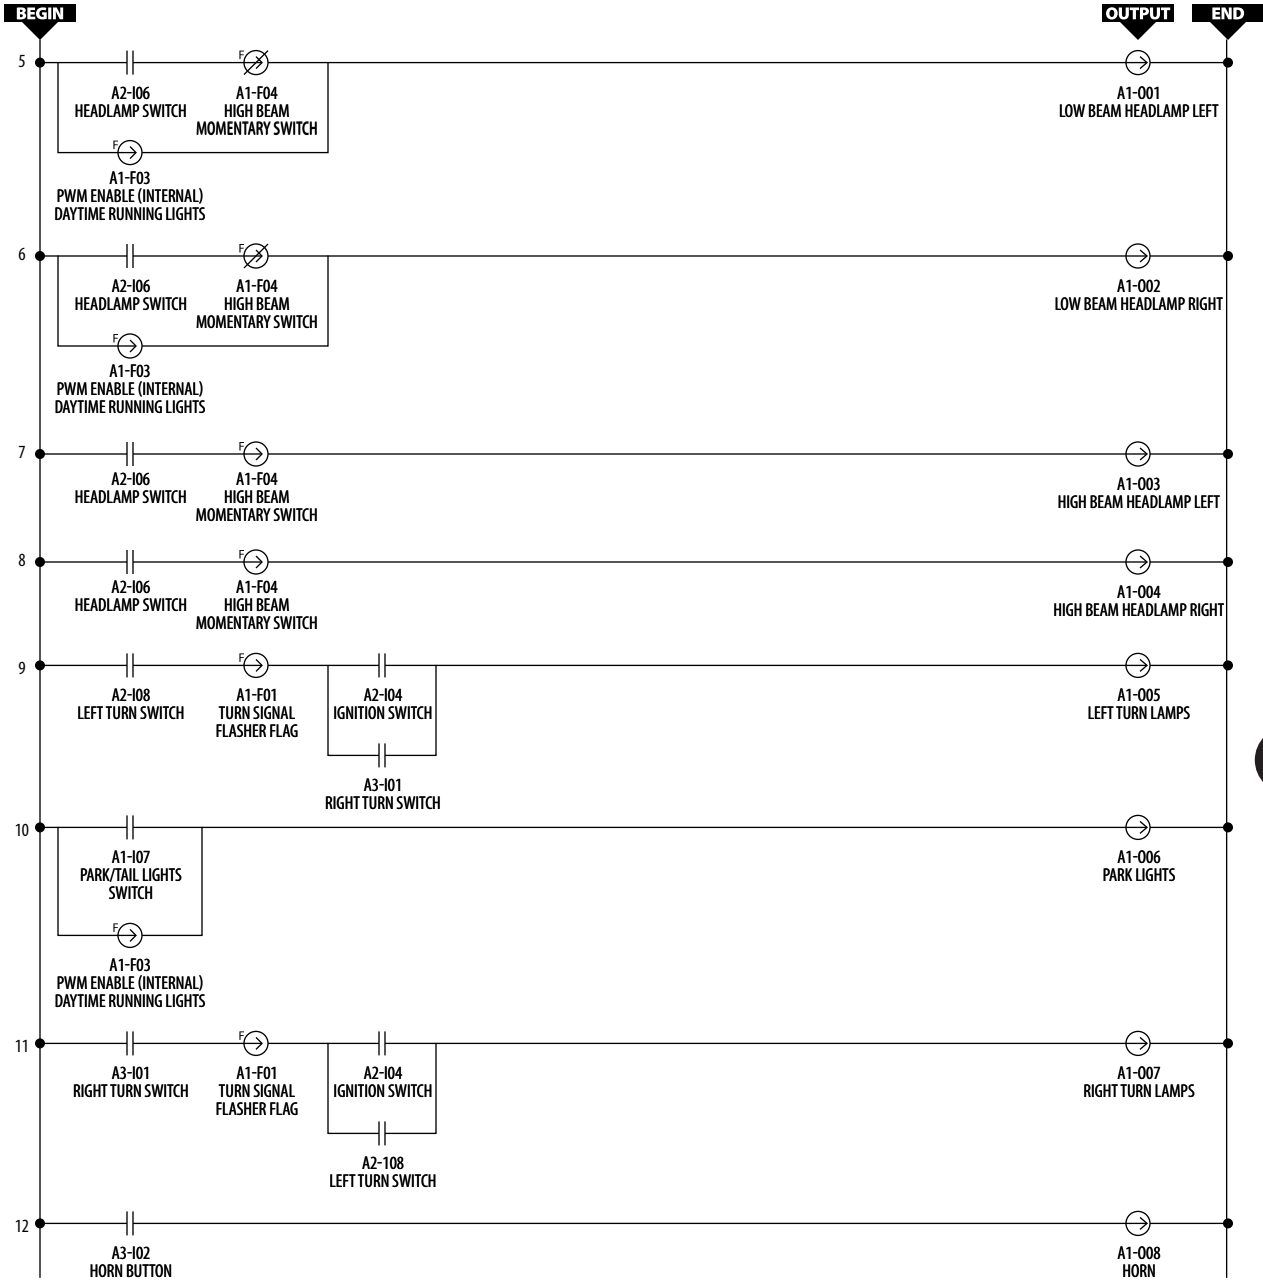 BEGIN OUTPUT END
5 F
A2-I06 A1-F04 A1-001
HEADLAMP SWITCH HIGH BEAM LOW BEAM HEADLAMP LEFT
MOMENTARY SWITCH
F
A1-F03
PWM ENABLE (INTERNAL)
DAYTIME RUNNING LIGHTS
6 F
A2-I06 A1-F04 A1-002
HEADLAMP SWITCH HIGH BEAM LOW BEAM HEADLAMP RIGHT
MOMENTARY SWITCH
F
A1-F03
PWM ENABLE (INTERNAL)
DAYTIME RUNNING LIGHTS
7 F
A2-I06 A1-F04 A1-003
HEADLAMP SWITCH HIGH BEAM HIGH BEAM HEADLAMP LEFT
MOMENTARY SWITCH
8 F
A2-I06 A1-F04 A1-004
HEADLAMP SWITCH HIGH BEAM HIGH BEAM HEADLAMP RIGHT
MOMENTARY SWITCH
9 F
A2-I08 A1-F01 A2-I04 A1-005
LEFT TURN SWITCH TURN SIGNAL IGNITION SWITCH LEFT TURN LAMPS
FLASHER FLAG
A3-I01
RIGHT TURN SWITCH
10
A1-I07 A1-006
PARK/TAIL LIGHTS PARK LIGHTS
SWITCH
F
A1-F03
PWM ENABLE (INTERNAL)
DAYTIME RUNNING LIGHTS
11 F
A3-I01 A1-F01 A2-I04 A1-007
RIGHT TURN SWITCH TURN SIGNAL IGNITION SWITCH RIGHT TURN LAMPS
FLASHER FLAG
A2-108
LEFT TURN SWITCH
12
A3-I02 A1-008
HORN BUTTON HORN